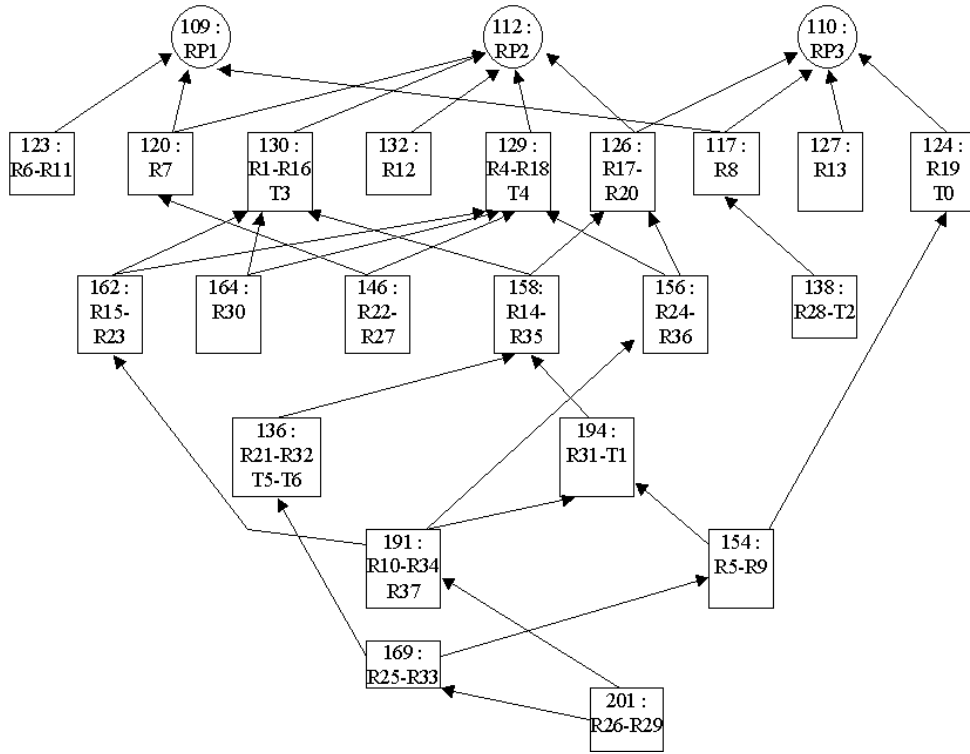 109 :
RP1
112 :
RP2
110 :
RP3
123 :
R6-R11
120 :
R7
130 :
R1-R16
T3
132 :
R12
129 :
R4-R18
T4
126 :
R17-
R20
117 :
R8
127 :
R13
124 :
R19
T0
162 :
R15-
R23
164 :
R30
146 :
R22-
R27
158:
R14-
R35
156 :
R24-
R36
138 :
R28-T2
136 :
R21-R32
T5-T6
194 :
R31-T1
191 :
R10-R34
R37
154 :
R5-R9
169 :
R25-R33
201 :
R26-R29